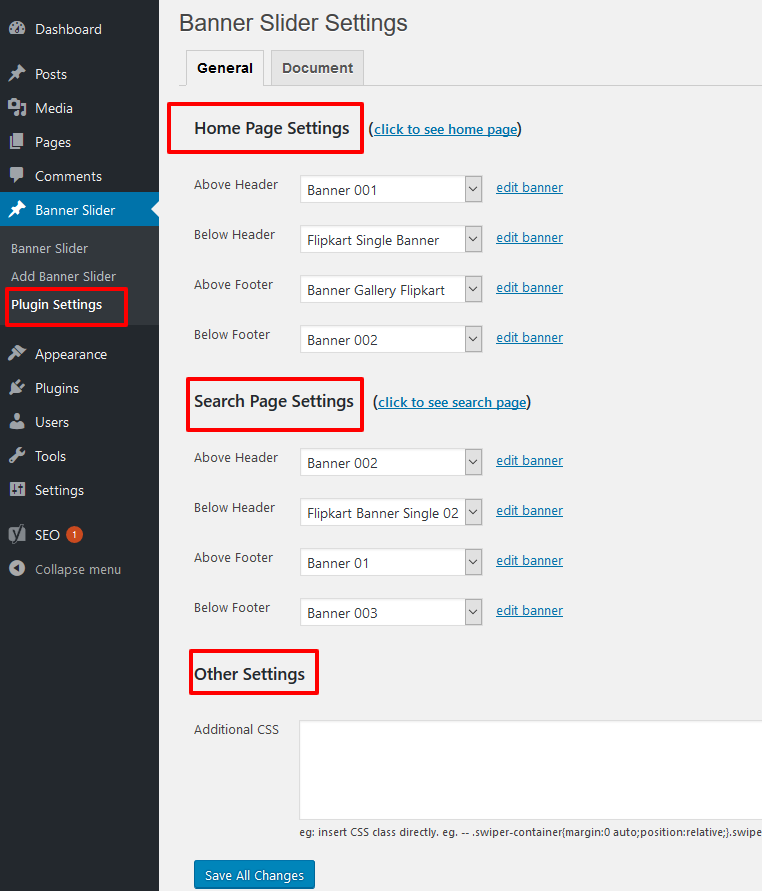 Dashboard
Posts
Media
Pages
Comments
Banner Slider
Banner Slider
Add Banner Slider
Plugin Settings
Appearance
Plugins
Users
Tools
Settings
SEO 1
Collapse menu
Banner Slider Settings
General Document
Home Page Settings (click to see home page)
Above Header Banner 001 edit banner
Below Header Flipkart Single Banner edit banner
Above Footer Banner Gallery Flipkart edit banner
Below Footer Banner 002 edit banner
Search Page Settings (click to see search page)
Above Header Banner 002 edit banner
Below Header Flipkart Banner Single 02 edit banner
Above Footer Banner 01 edit banner
Below Footer Banner 003 edit banner
Other Settings
Additional CSS
eg: insert CSS class directly. eg. -- .swiper-container{margin:0 auto;position:relative;}.swipe
Save All Changes